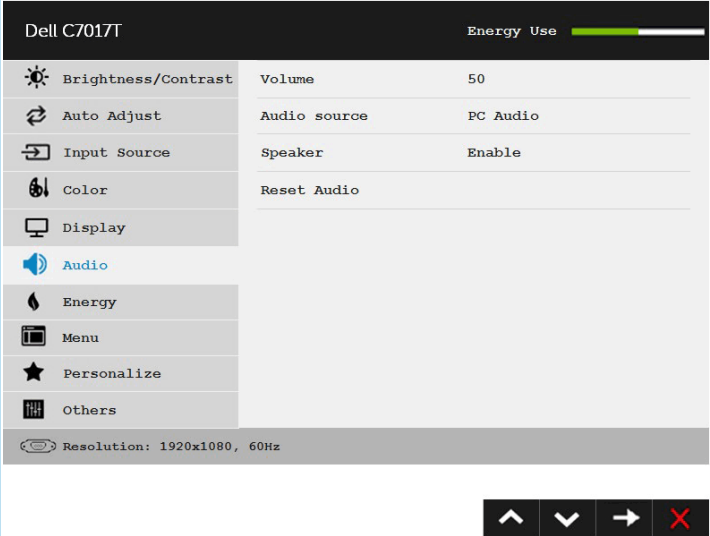 Dell C7017T
Energy Use
Brightness/Contrast
Volume 50
Auto Adjust
Audio source PC Audio
Input Source
Speaker Enable
Color
Reset Audio
Display
Audio
Energy
Menu
Personalize
Others
Resolution: 1920x1080, 60Hz